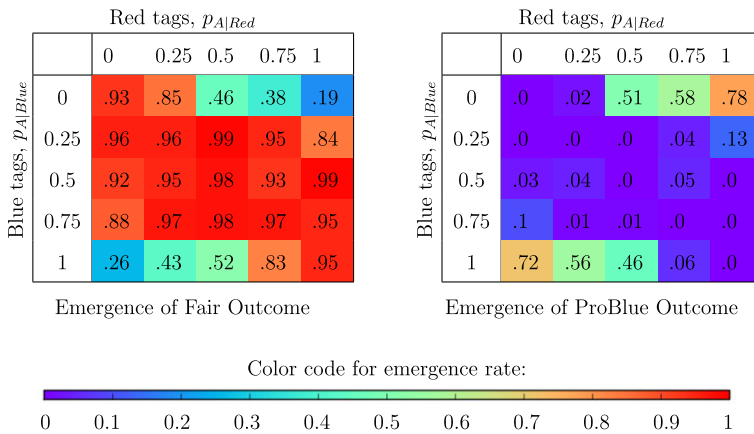 Red tags, p_{A|Red}
Blue tags, p_{A|Blue}
0 0.25 0.5 0.75 1
0 .93 .85 .46 .38 .19
0.25 .96 .96 .99 .95 .84
0.5 .92 .95 .98 .93 .99
0.75 .88 .97 .98 .97 .95
1 .26 .43 .52 .83 .95
Emergence of Fair Outcome
Red tags, p_{A|Red}
Blue tags, p_{A|Blue}
0 0.25 0.5 0.75 1
0 .0 .02 .51 .58 .78
0.25 .0 .0 .0 .04 .13
0.5 .03 .04 .0 .05 .0
0.75 .1 .01 .01 .0 .0
1 .72 .56 .46 .06 .0
Emergence of ProBlue Outcome
Color code for emergence rate:
0 0.1 0.2 0.3 0.4 0.5 0.6 0.7 0.8 0.9 1